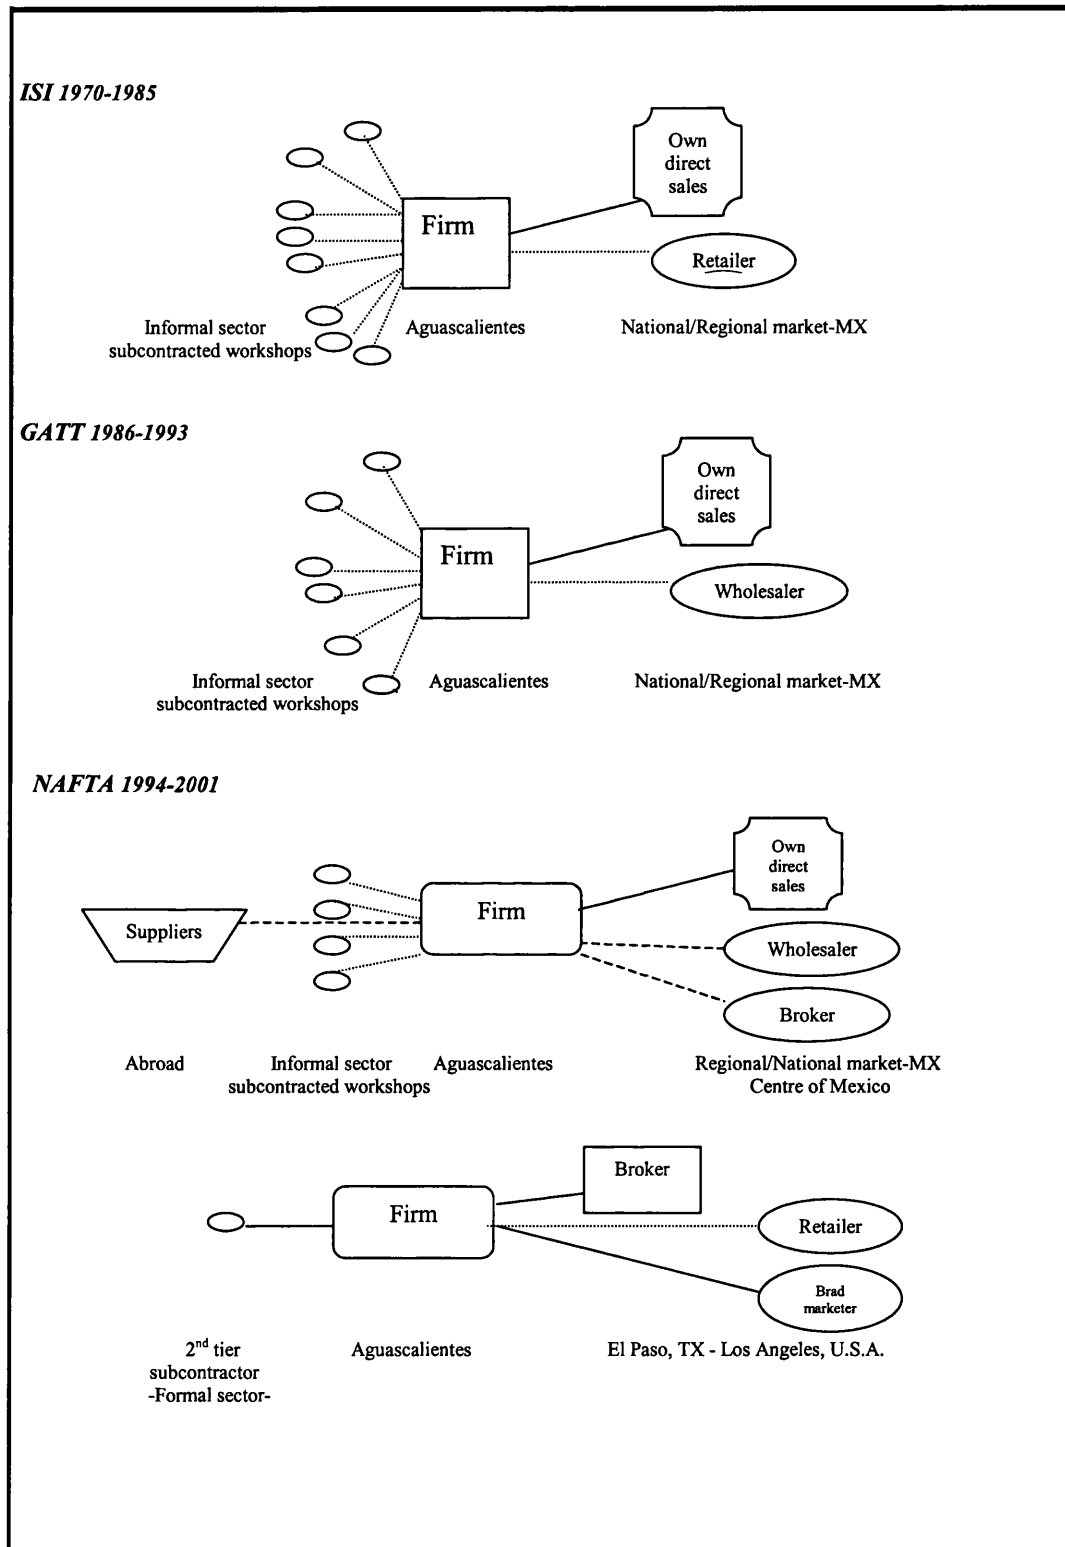 ISI 1970-1985
Own
direct
sales
Firm
Retailer
Informal sector
subcontracted workshops
Aguascalientes
National/Regional market-MX
GATT 1986-1993
Own
direct
sales
Firm
Wholesaler
Informal sector
subcontracted workshops
Aguascalientes
National/Regional market-MX
NAFTA 1994-2001
Own
direct
sales
Firm
Suppliers
Wholesaler
Broker
Abroad
Informal sector
subcontracted workshops
Aguascalientes
Regional/National market-MX
Centre of Mexico
Broker
Firm
Retailer
Brad
marketer
2nd tier
subcontractor
-Formal sector-
Aguascalientes
El Paso, TX - Los Angeles, U.S.A.